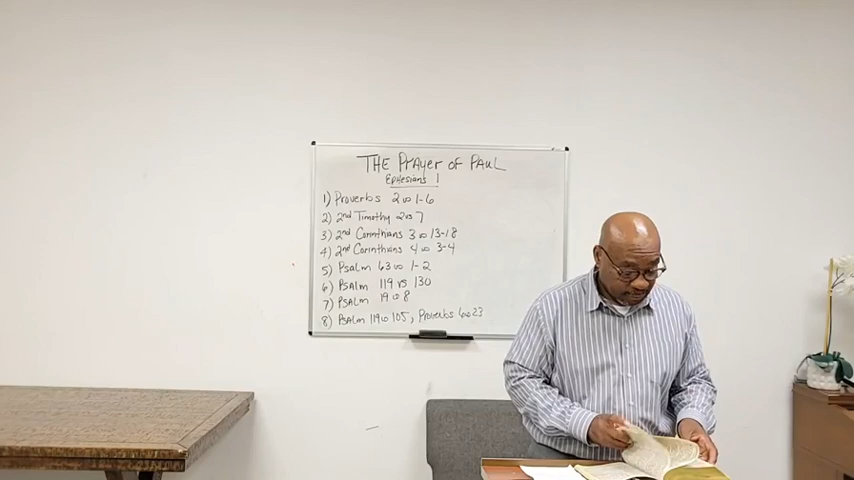 THE PRAyer of PAUL
Ephesians 1
1) Proverbs 2 vs 1-6
2) 2nd Timothy 2 vs 7
3) 2nd Corinthians 3 vs 13-18
4) 2nd Corinthians 4 vs 3-4
5) Psalm 63 vs 1-2
6) Psalm 119 vs 130
7) Psalm 19 vs 8
8) Psalm 119 vs 105, Proverbs 6 vs 23